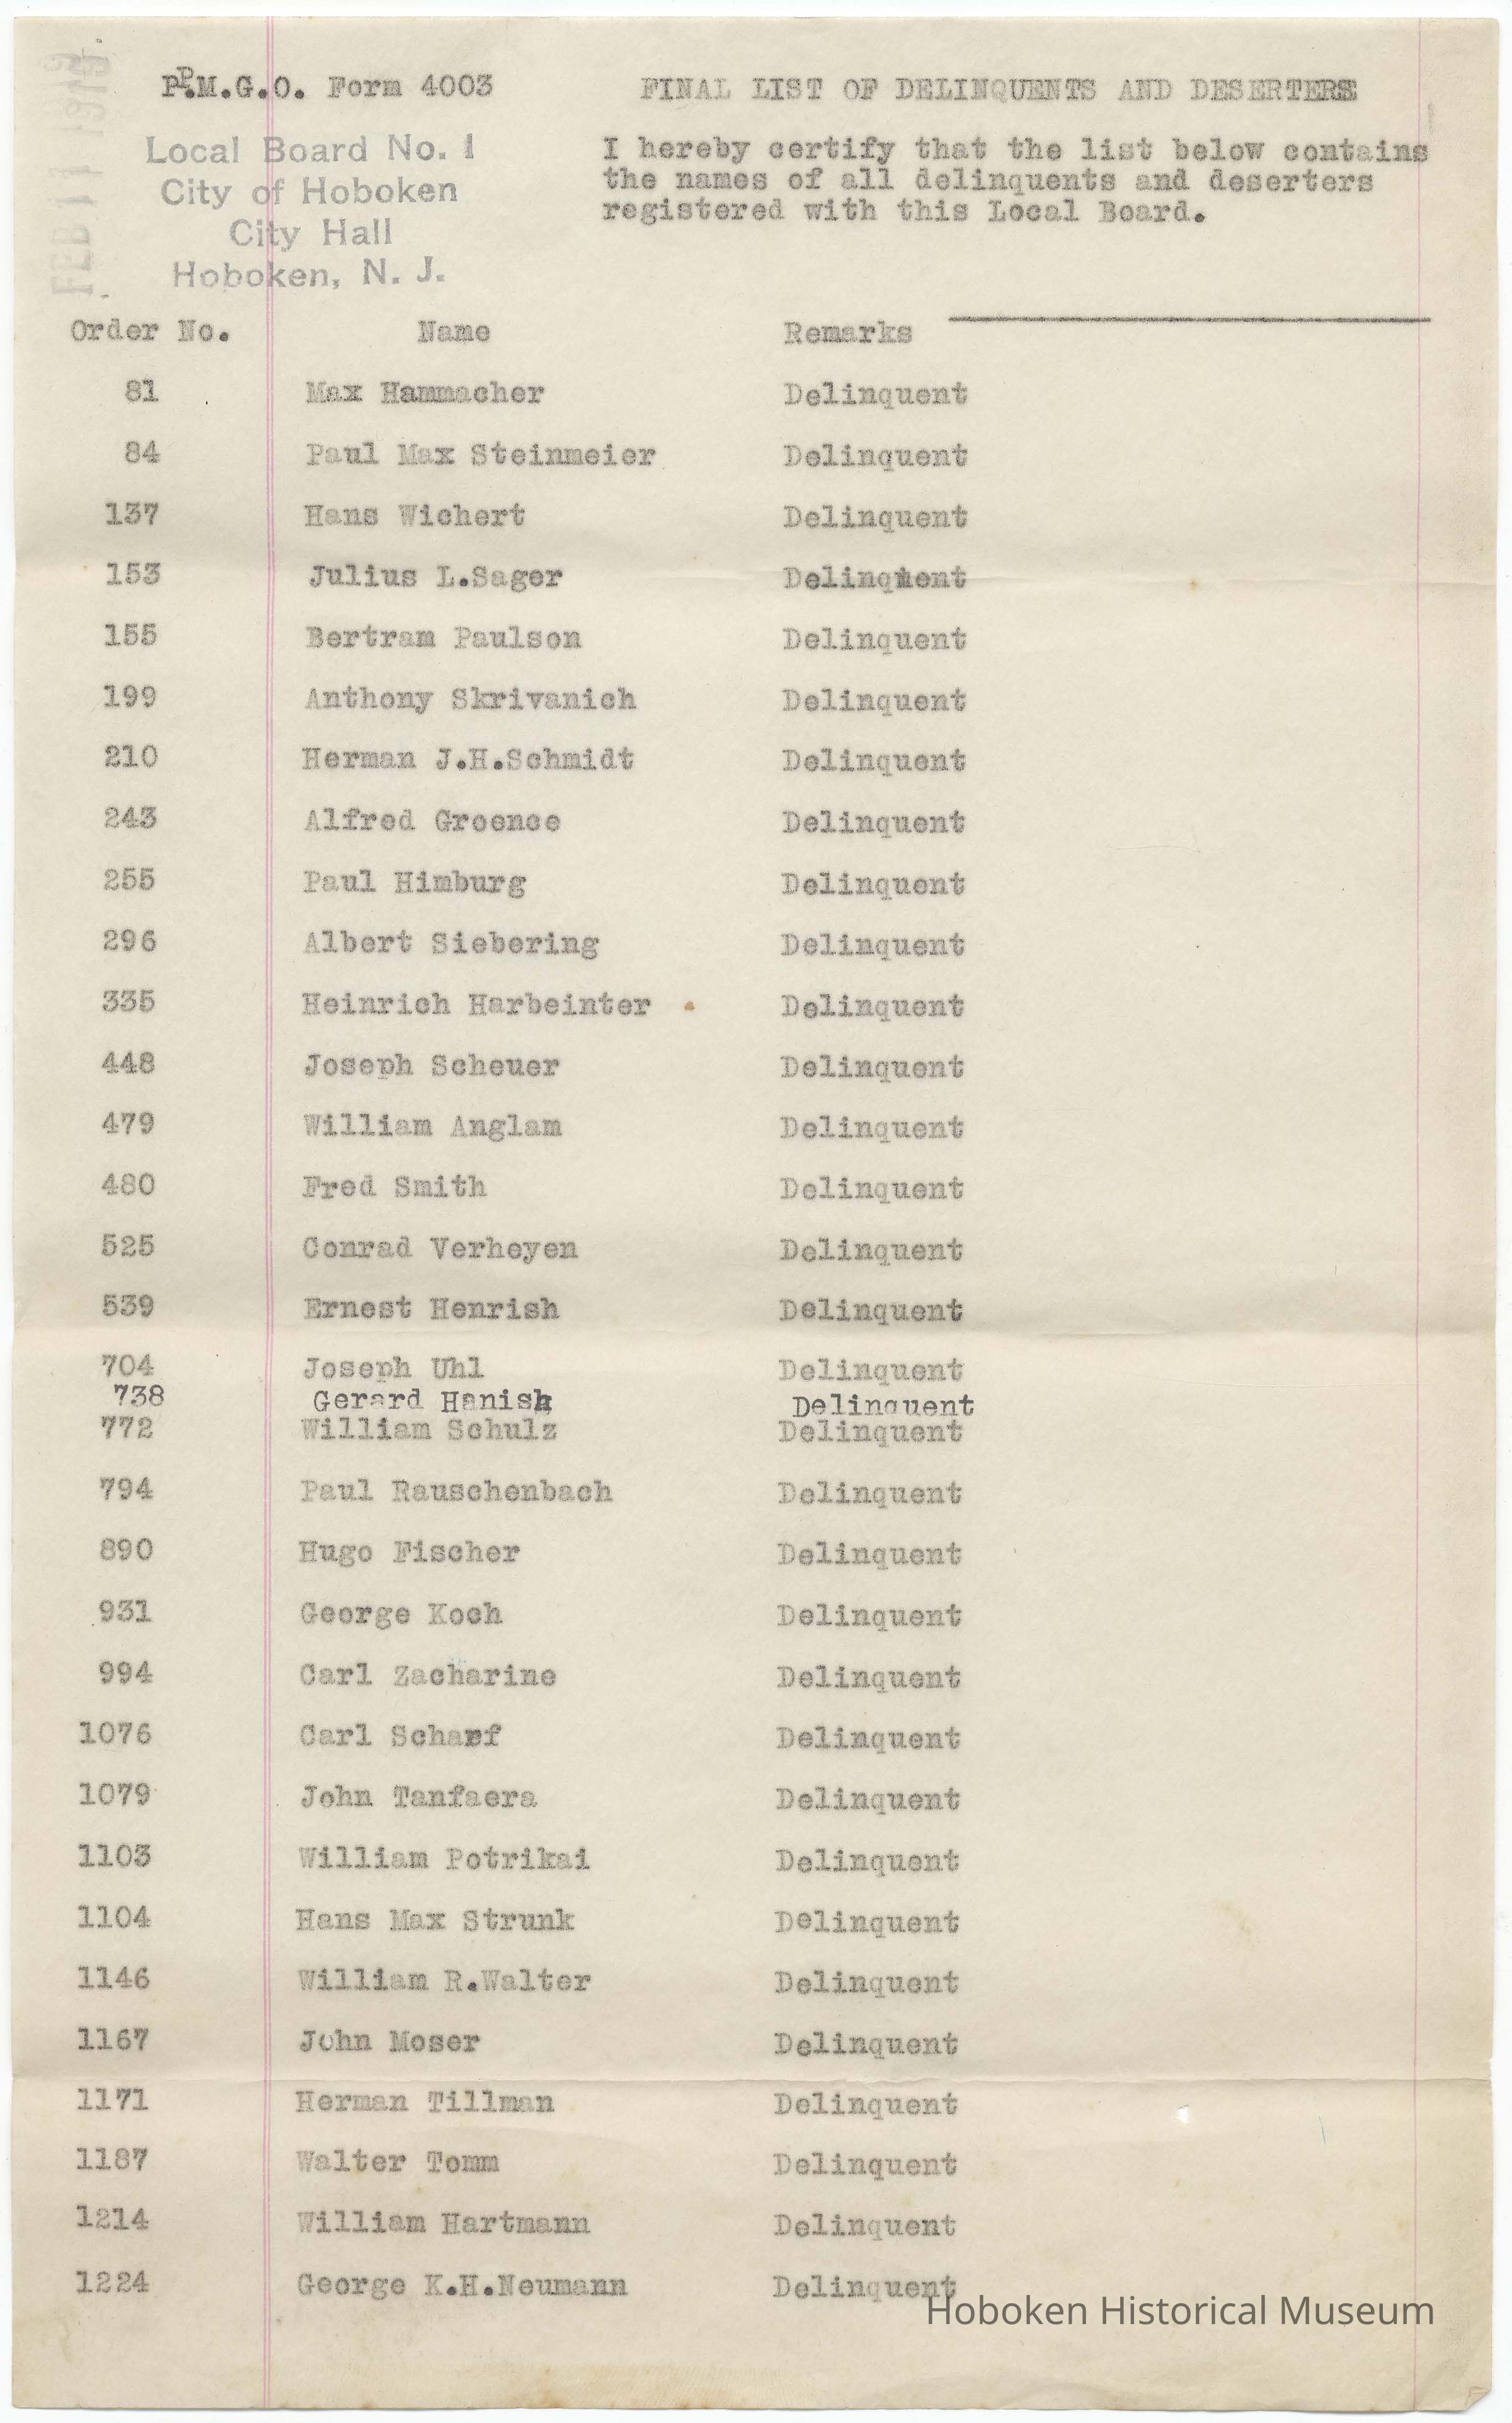 FEB 11 1919
P.M.G.O. Form 4003
FINAL LIST OF DELINQUENTS AND DESERTERS
Local Board No. 1
City of Hoboken
City Hall
Hoboken, N. J.
I hereby certify that the list below contains
the names of all delinquents and deserters
registered with this Local Board.
Order No. Name Remarks
81 Max Hammacher Delinquent
84 Paul Max Steinmeier Delinquent
137 Hans Wichert Delinquent
153 Julius L.Sager Delinquent
155 Bertram Paulson Delinquent
199 Anthony Skrivanich Delinquent
210 Herman J.H.Schmidt Delinquent
243 Alfred Groence Delinquent
255 Paul Himburg Delinquent
296 Albert Siebering Delinquent
335 Heinrich Harbeinter Delinquent
448 Joseph Scheuer Delinquent
479 William Anglam Delinquent
480 Fred Smith Delinquent
525 Conrad Verheyen Delinquent
539 Ernest Henrish Delinquent
704 Joseph Uhl Delinquent
738 Gerard Hanish Delinquent
772 William Schulz Delinquent
794 Paul Rauschenbach Delinquent
890 Hugo Fischer Delinquent
931 George Koch Delinquent
994 Carl Zacharine Delinquent
1076 Carl Scharf Delinquent
1079 John Tanfaera Delinquent
1103 William Potrikai Delinquent
1104 Hans Max Strunk Delinquent
1146 William R.Walter Delinquent
1167 John Moser Delinquent
1171 Herman Tillman Delinquent
1187 Walter Tomm Delinquent
1214 William Hartmann Delinquent
1224 George K.H.Neumann Delinquent
Hoboken Historical Museum